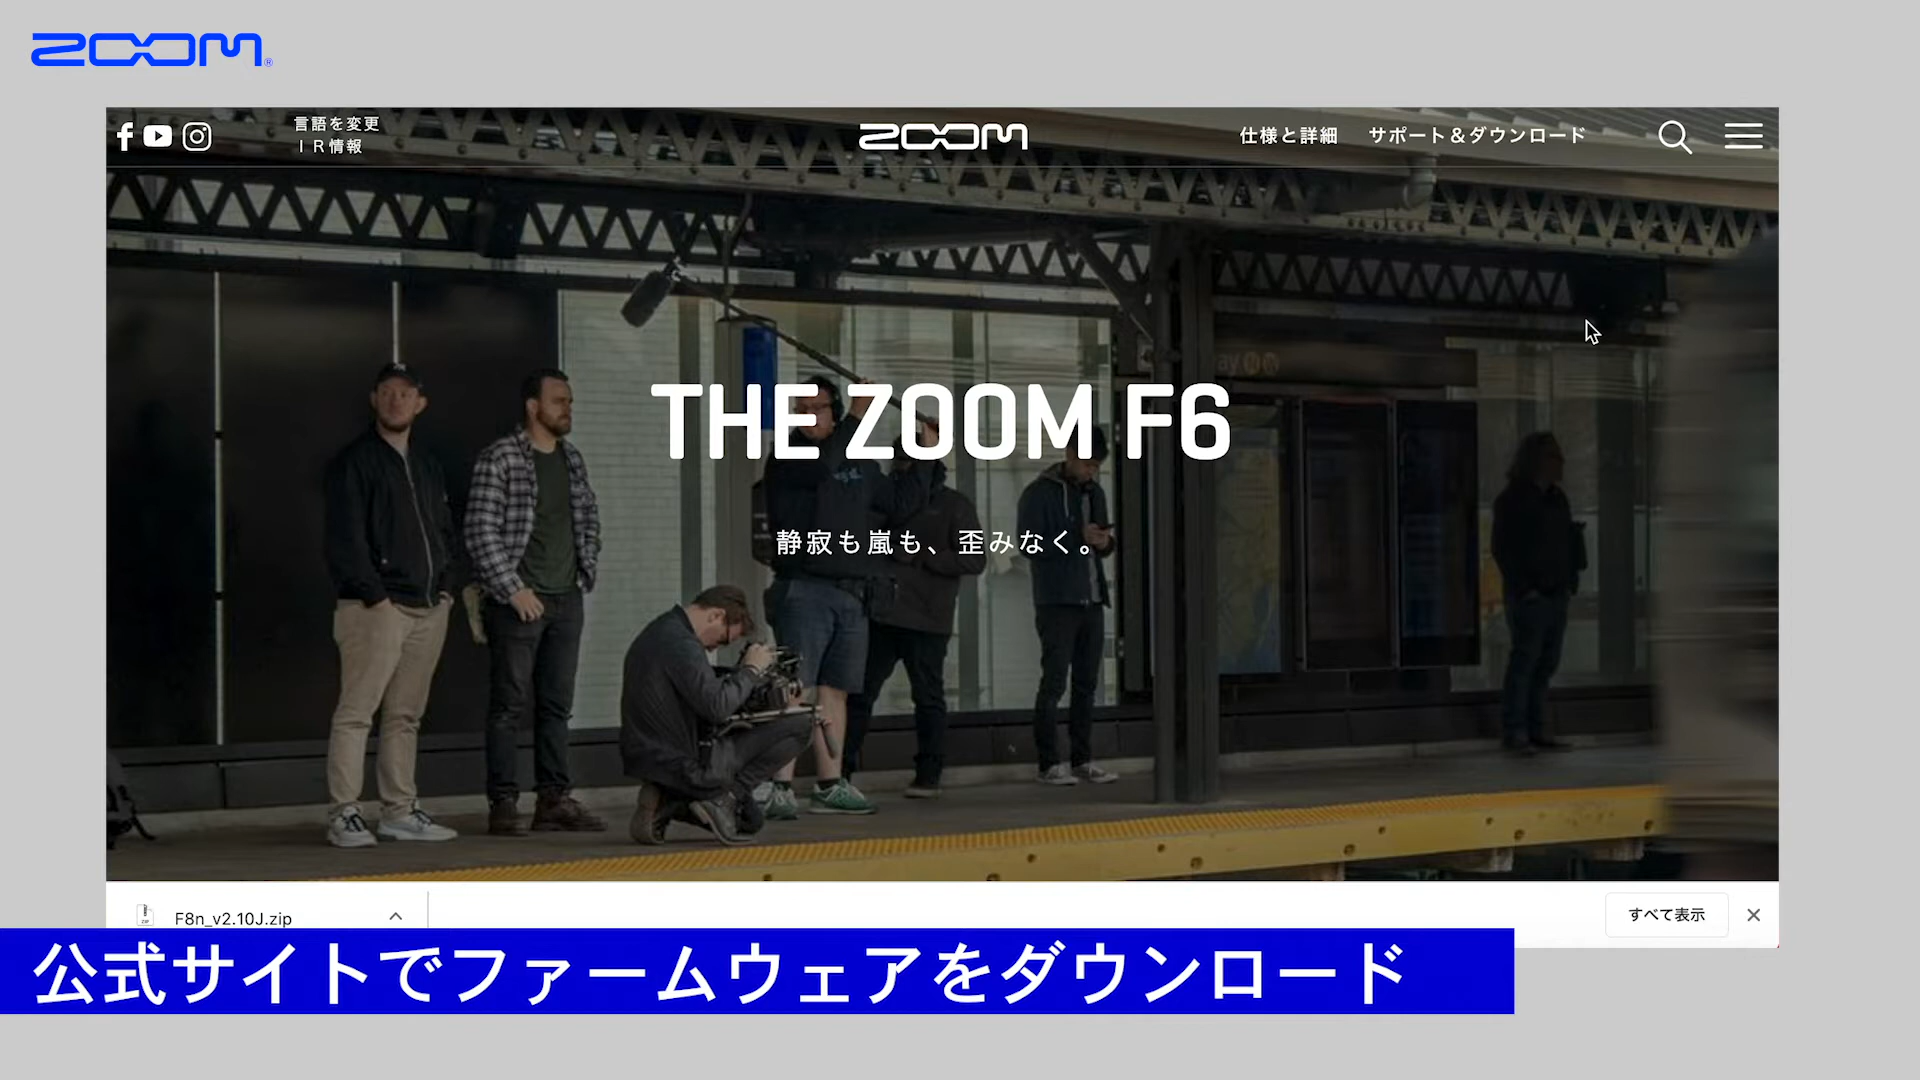 ZOOM®
言語を変更
ＩＲ情報
ZOOM
仕様と詳細
サポート＆ダウンロード
THE ZOOM F6
静寂も嵐も、歪みなく。
ZIP
F8n_v2.10J.zip
すべて表示
公式サイトでファームウェアをダウンロード